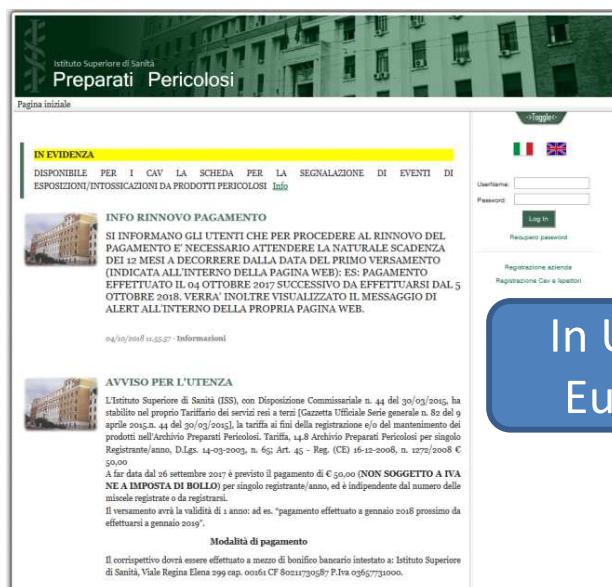 Istituto Superiore di Sanità
Preparati Pericolosi
Pagina iniziale
->Toggle<-
IN EVIDENZA
DISPONIBILE PER I CAV LA SCHEDA PER LA SEGNALAZIONE DI EVENTI DI
ESPOSIZIONI/INTOSSICAZIONI DA PRODOTTI PERICOLOSI Info
UserName:
Password:
Log In
Recupero password
Registrazione azienda
Registrazione Cav e Ispettori
INFO RINNOVO PAGAMENTO
SI INFORMANO GLI UTENTI CHE PER PROCEDERE AL RINNOVO DEL
PAGAMENTO E' NECESSARIO ATTENDERE LA NATURALE SCADENZA
DEI 12 MESI A DECORRERE DALLA DATA DEL PRIMO VERSAMENTO
(INDICATA ALL'INTERNO DELLA PAGINA WEB): ES: PAGAMENTO
EFFETTUATO IL 04 OTTOBRE 2017 SUCCESSIVO DA EFFETTUARSI DAL 5
OTTOBRE 2018. VERRA' INOLTRE VISUALIZZATO IL MESSAGGIO DI
ALERT ALL'INTERNO DELLA PROPRIA PAGINA WEB.
04/10/2018 11.55.57 - Informazioni
In U
Eu
AVVISO PER L'UTENZA
L'Istituto Superiore di Sanità (ISS), con Disposizione Commissariale n. 44 del 30/03/2015, ha
stabilito nel proprio Tariffario dei servizi resi a terzi [Gazzetta Ufficiale Serie generale n. 82 del 9
aprile 2015.n. 44 del 30/03/2015], la tariffa ai fini della registrazione e/o del mantenimento dei
prodotti nell'Archivio Preparati Pericolosi. Tariffa, 14.8 Archivio Preparati Pericolosi per singolo
Registrante/anno, D.Lgs. 14-03-2003, n. 65; Art. 45 - Reg. (CE) 16-12-2008, n. 1272/2008 €
50,00
A far data dal 26 settembre 2017 è previsto il pagamento di € 50,00 (NON SOGGETTO A IVA
NE A IMPOSTA DI BOLLO) per singolo registrante/anno, ed è indipendente dal numero delle
miscele registrate o da registrarsi.
Il versamento avrà la validità di 1 anno: ad es. "pagamento effettuato a gennaio 2018 prossimo da
effettuarsi a gennaio 2019".
Modalità di pagamento
Il corrispettivo dovrà essere effettuato a mezzo di bonifico bancario intestato a: Istituto Superiore
di Sanità, Viale Regina Elena 299 cap. 00161 CF 80211730587 P.Iva 03657731000.